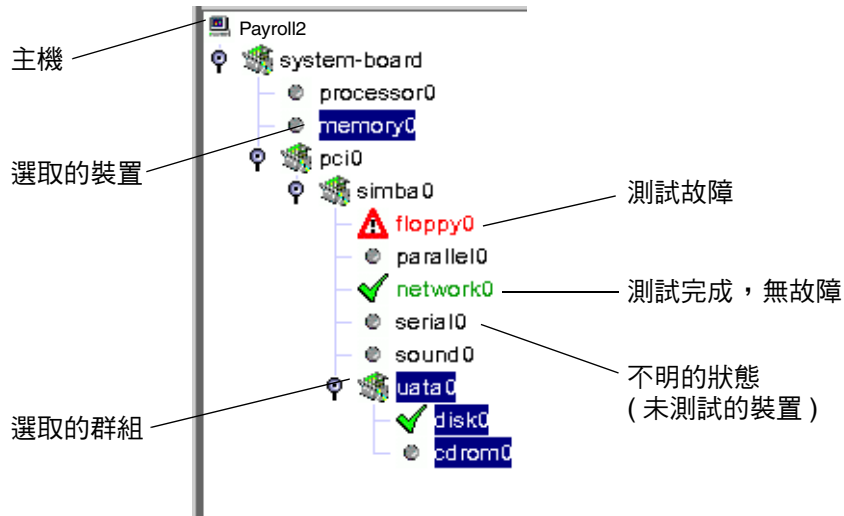 Payroll2
主機
system-board
processor0
memory0
選取的裝置
pci0
simba0
測試故障
floppy0
parallel0
network0
測試完成，無故障
serial0
sound0
不明的狀態
( 未測試的裝置 )
uata0
選取的群組
disk0
cdrom0